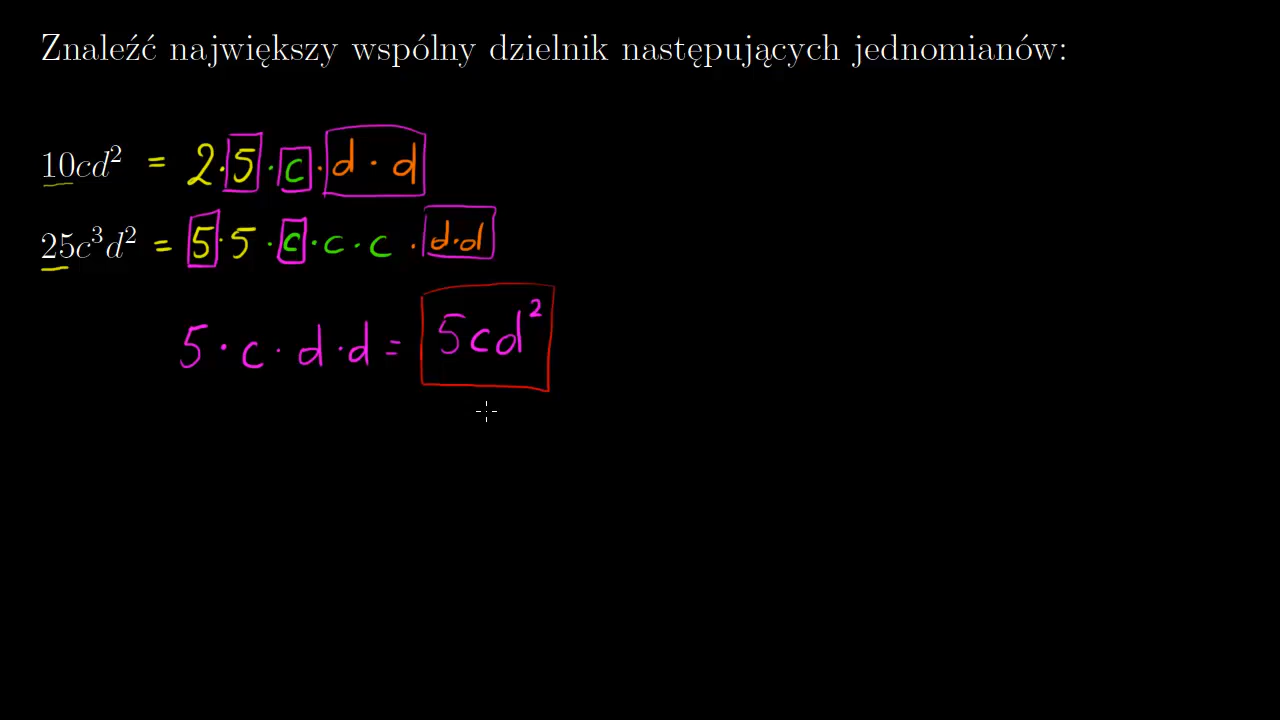 Znaleźć największy wspólny dzielnik następujących jednomianów:
10cd² = 2·5·c·d·d
25c³d² = 5·5·c·c·c·d·d
5·c·d·d = 5cd²